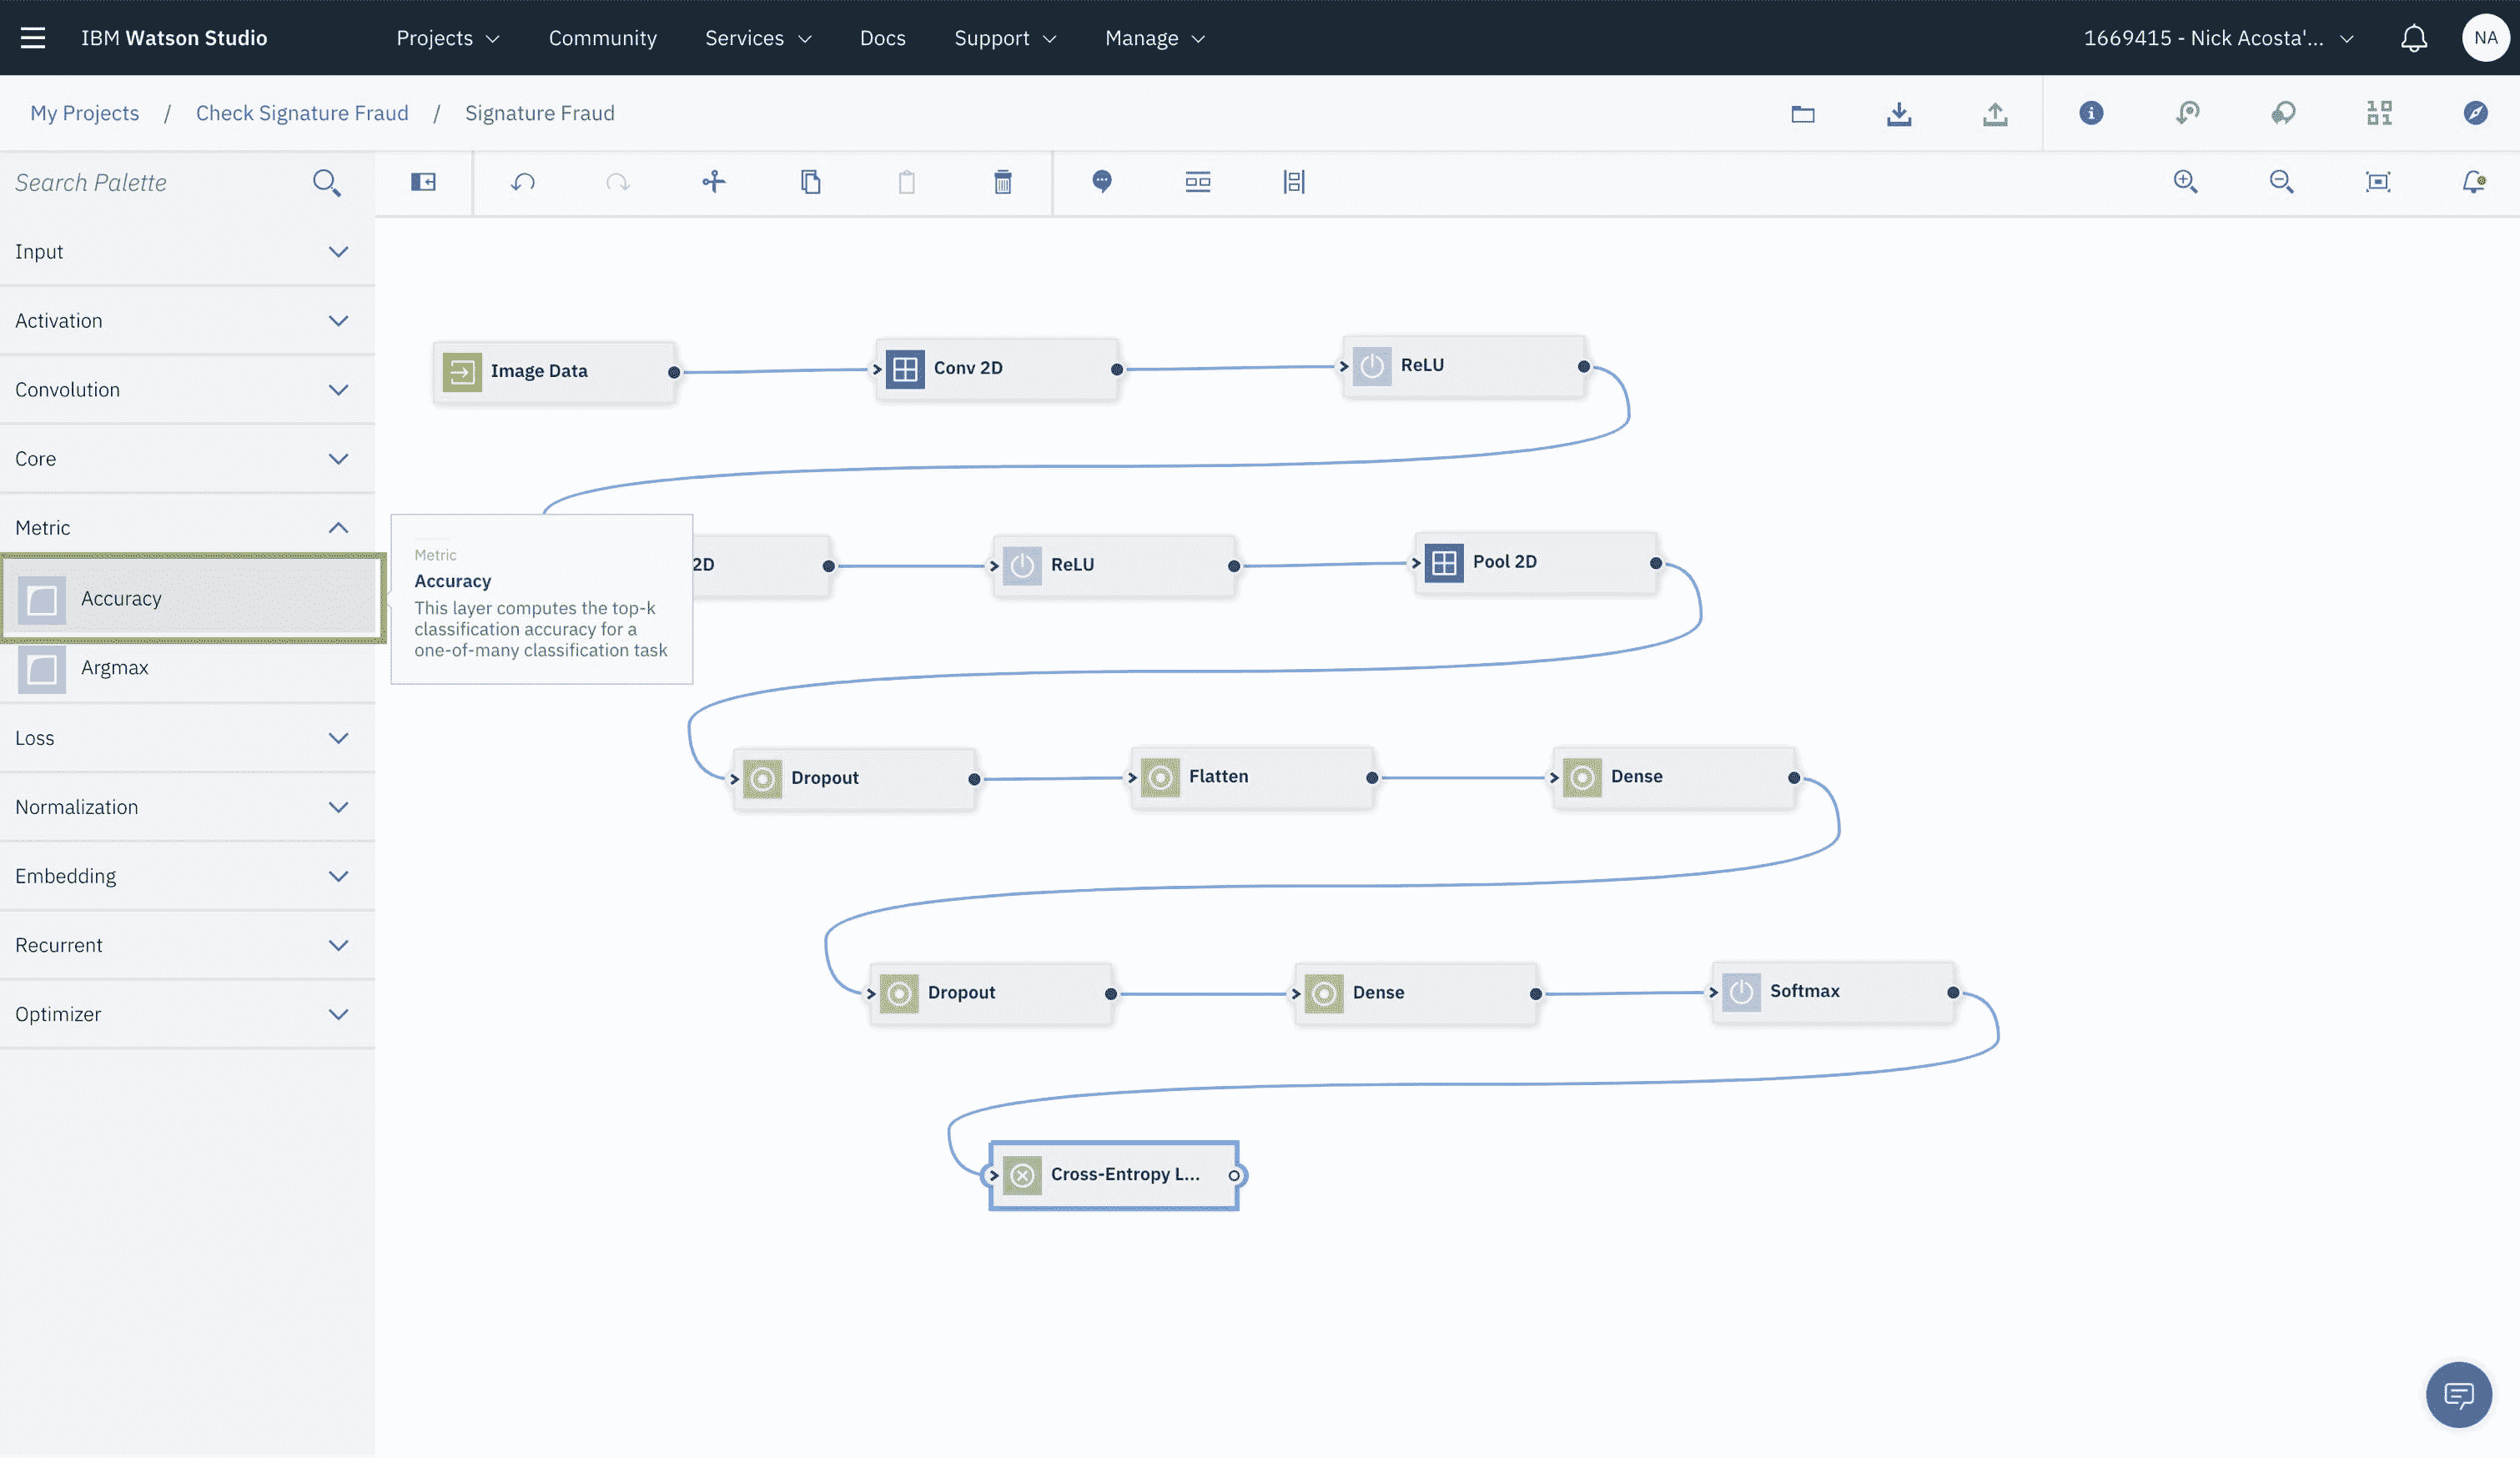 IBM Watson Studio
Projects
Community
Services
Docs
Support
Manage
1669415 - Nick Acosta'...
NA
My Projects / Check Signature Fraud / Signature Fraud
Search Palette
Input
Activation
Convolution
Core
Metric
Accuracy
Argmax
Loss
Normalization
Embedding
Recurrent
Optimizer
Image Data
Conv 2D
ReLU
Metric
Accuracy
This layer computes the top-k
classification accuracy for a
one-of-many classification task
2D
ReLU
Pool 2D
Dropout
Flatten
Dense
Dropout
Dense
Softmax
Cross-Entropy L...